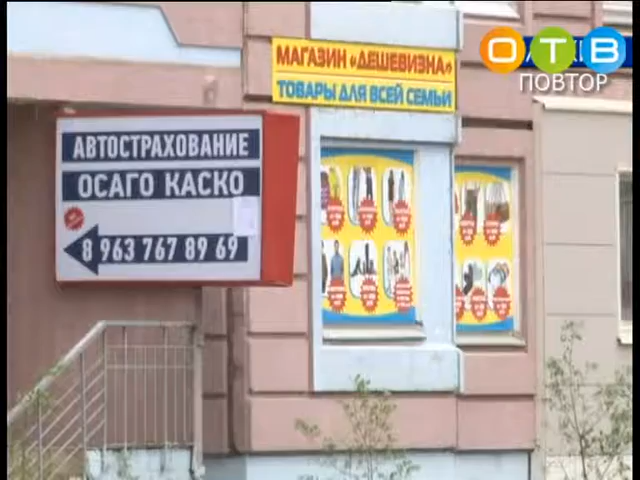 ОТВ
ПОВТОР
МАГАЗИН «ДЕШЕВИЗНА»
ТОВАРЫ ДЛЯ ВСЕЙ СЕМЬИ
АВТОСТРАХОВАНИЕ
ОСАГО КАСКО
8 963 767 89 69